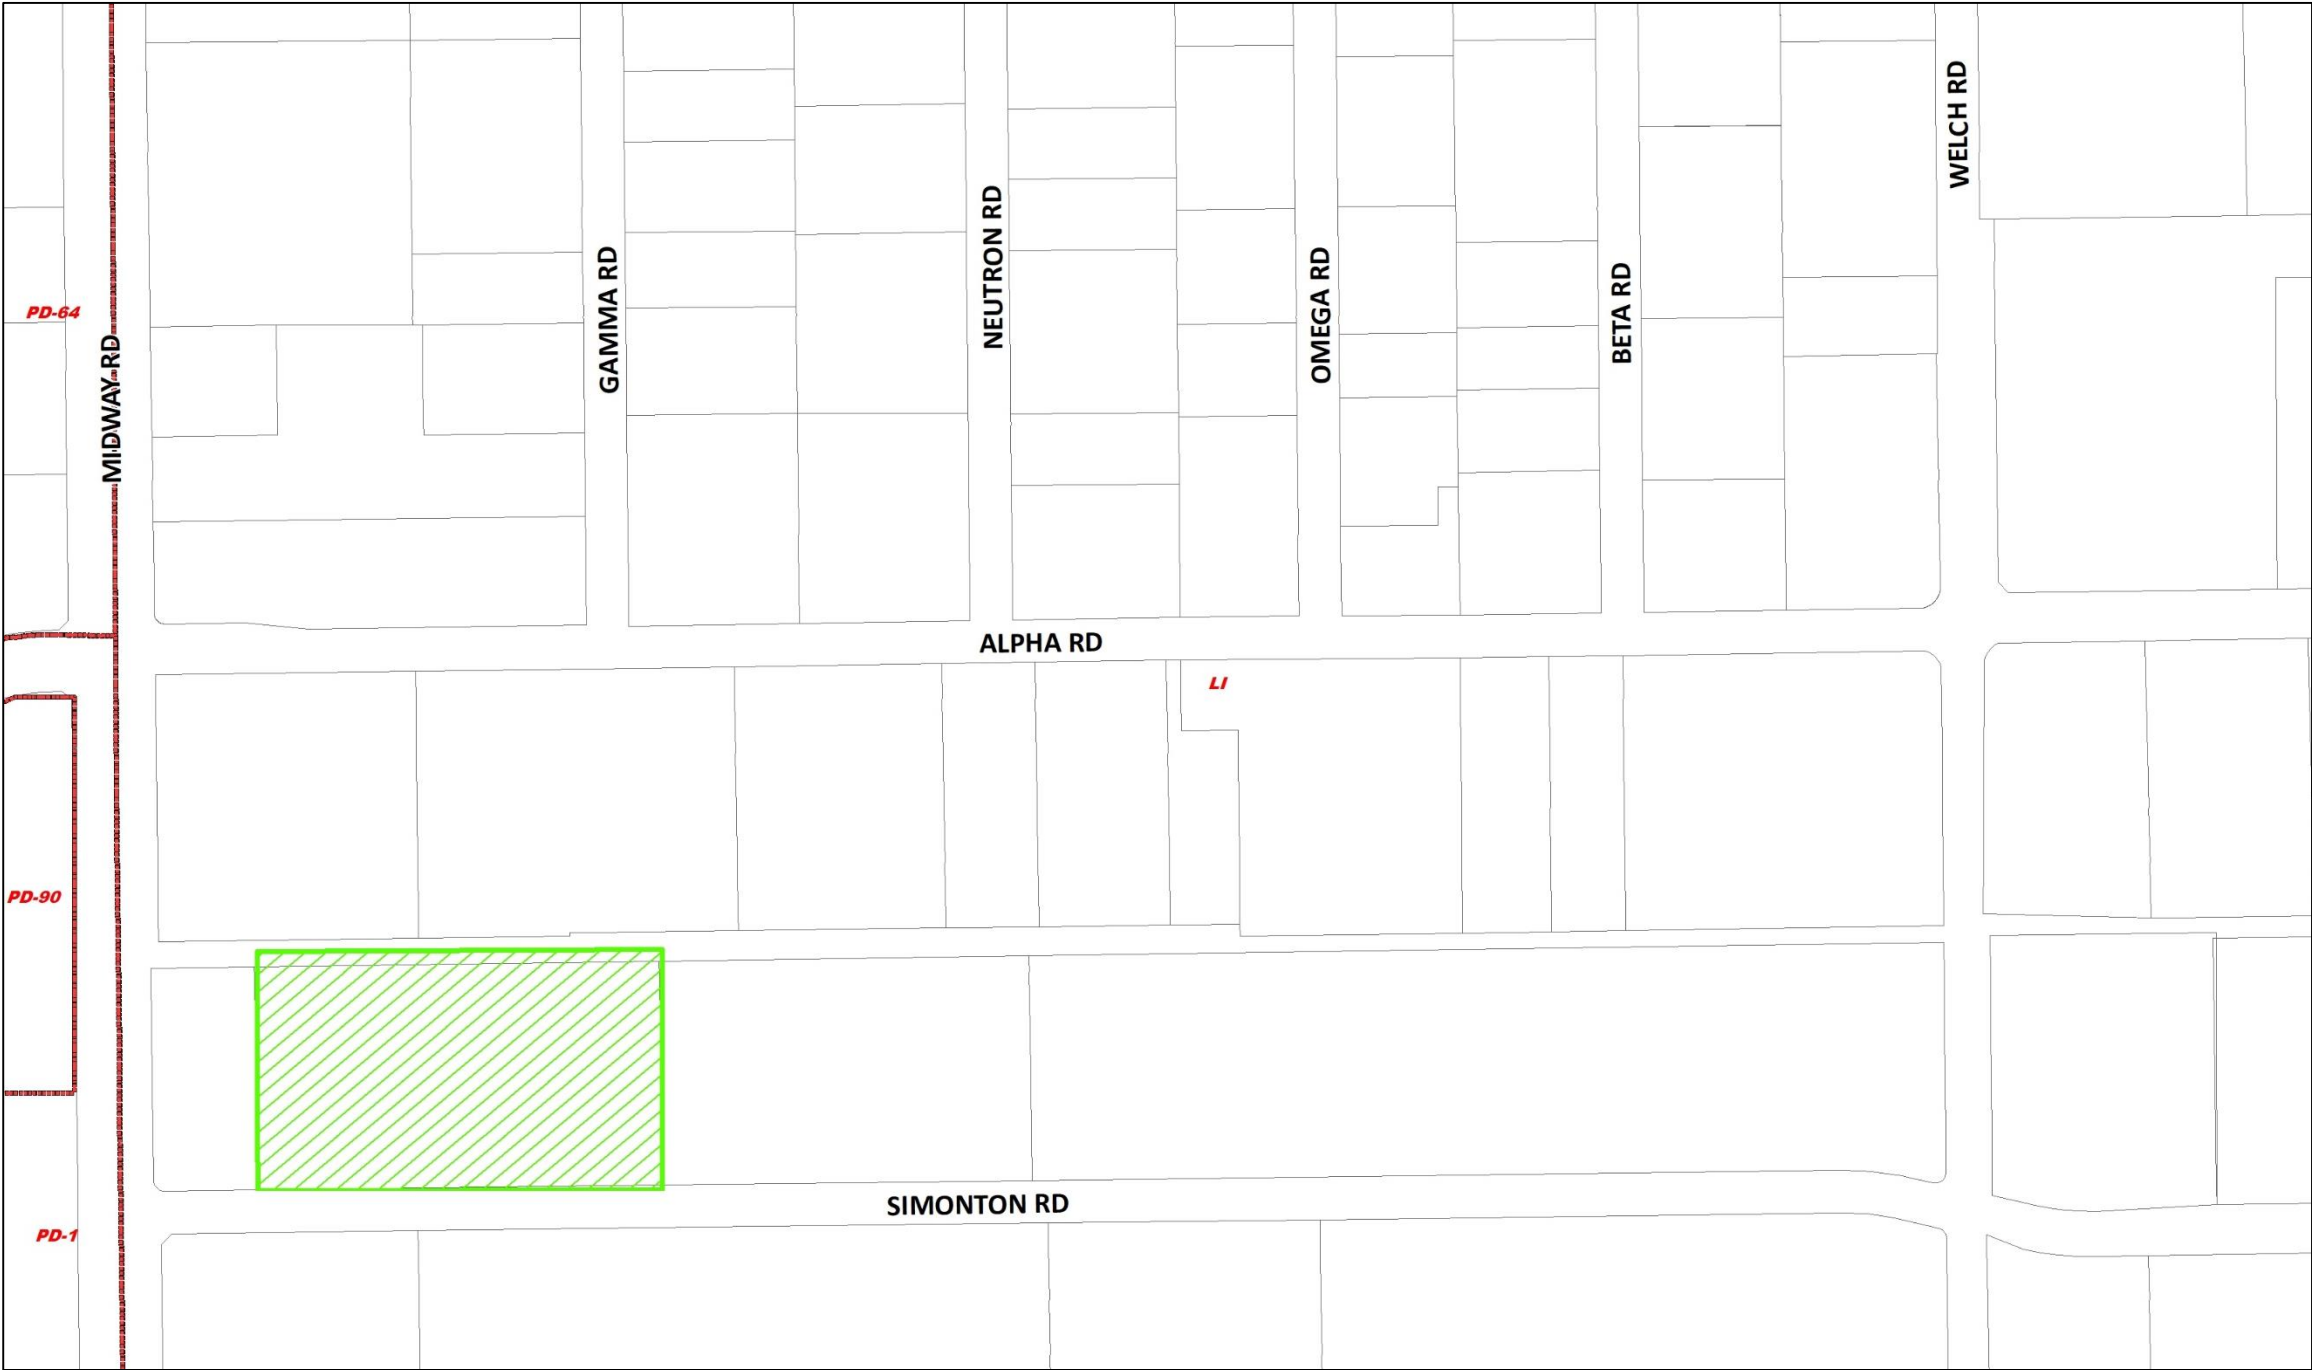 WELCH RD
NEUTRON RD
GAMMA RD
OMEGA RD
BETA RD
PD-64
MIDWAY RD
ALPHA RD
LI
PD-90
SIMONTON RD
PD-1